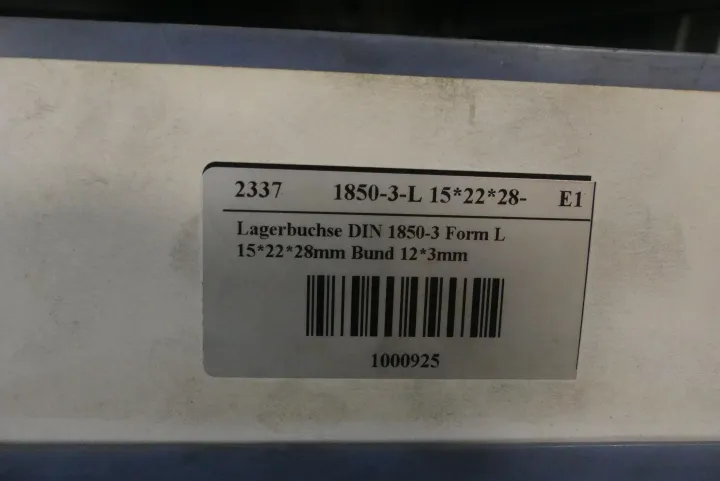 2337 1850-3-L 15*22*28- E1
Lagerbuchse DIN 1850-3 Form L
15*22*28mm Bund 12*3mm
1000925